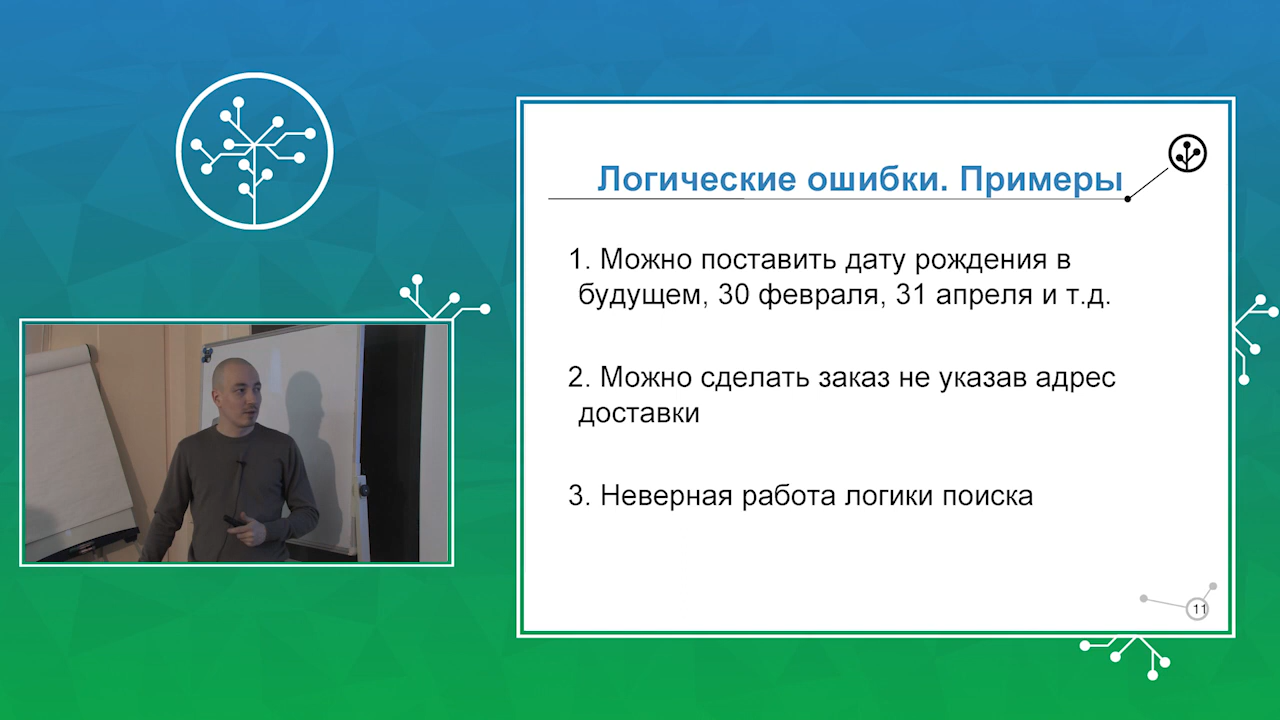 Логические ошибки. Примеры
1. Можно поставить дату рождения в
будущем, 30 февраля, 31 апреля и т.д.
2. Можно сделать заказ не указав адрес
доставки
3. Неверная работа логики поиска
11